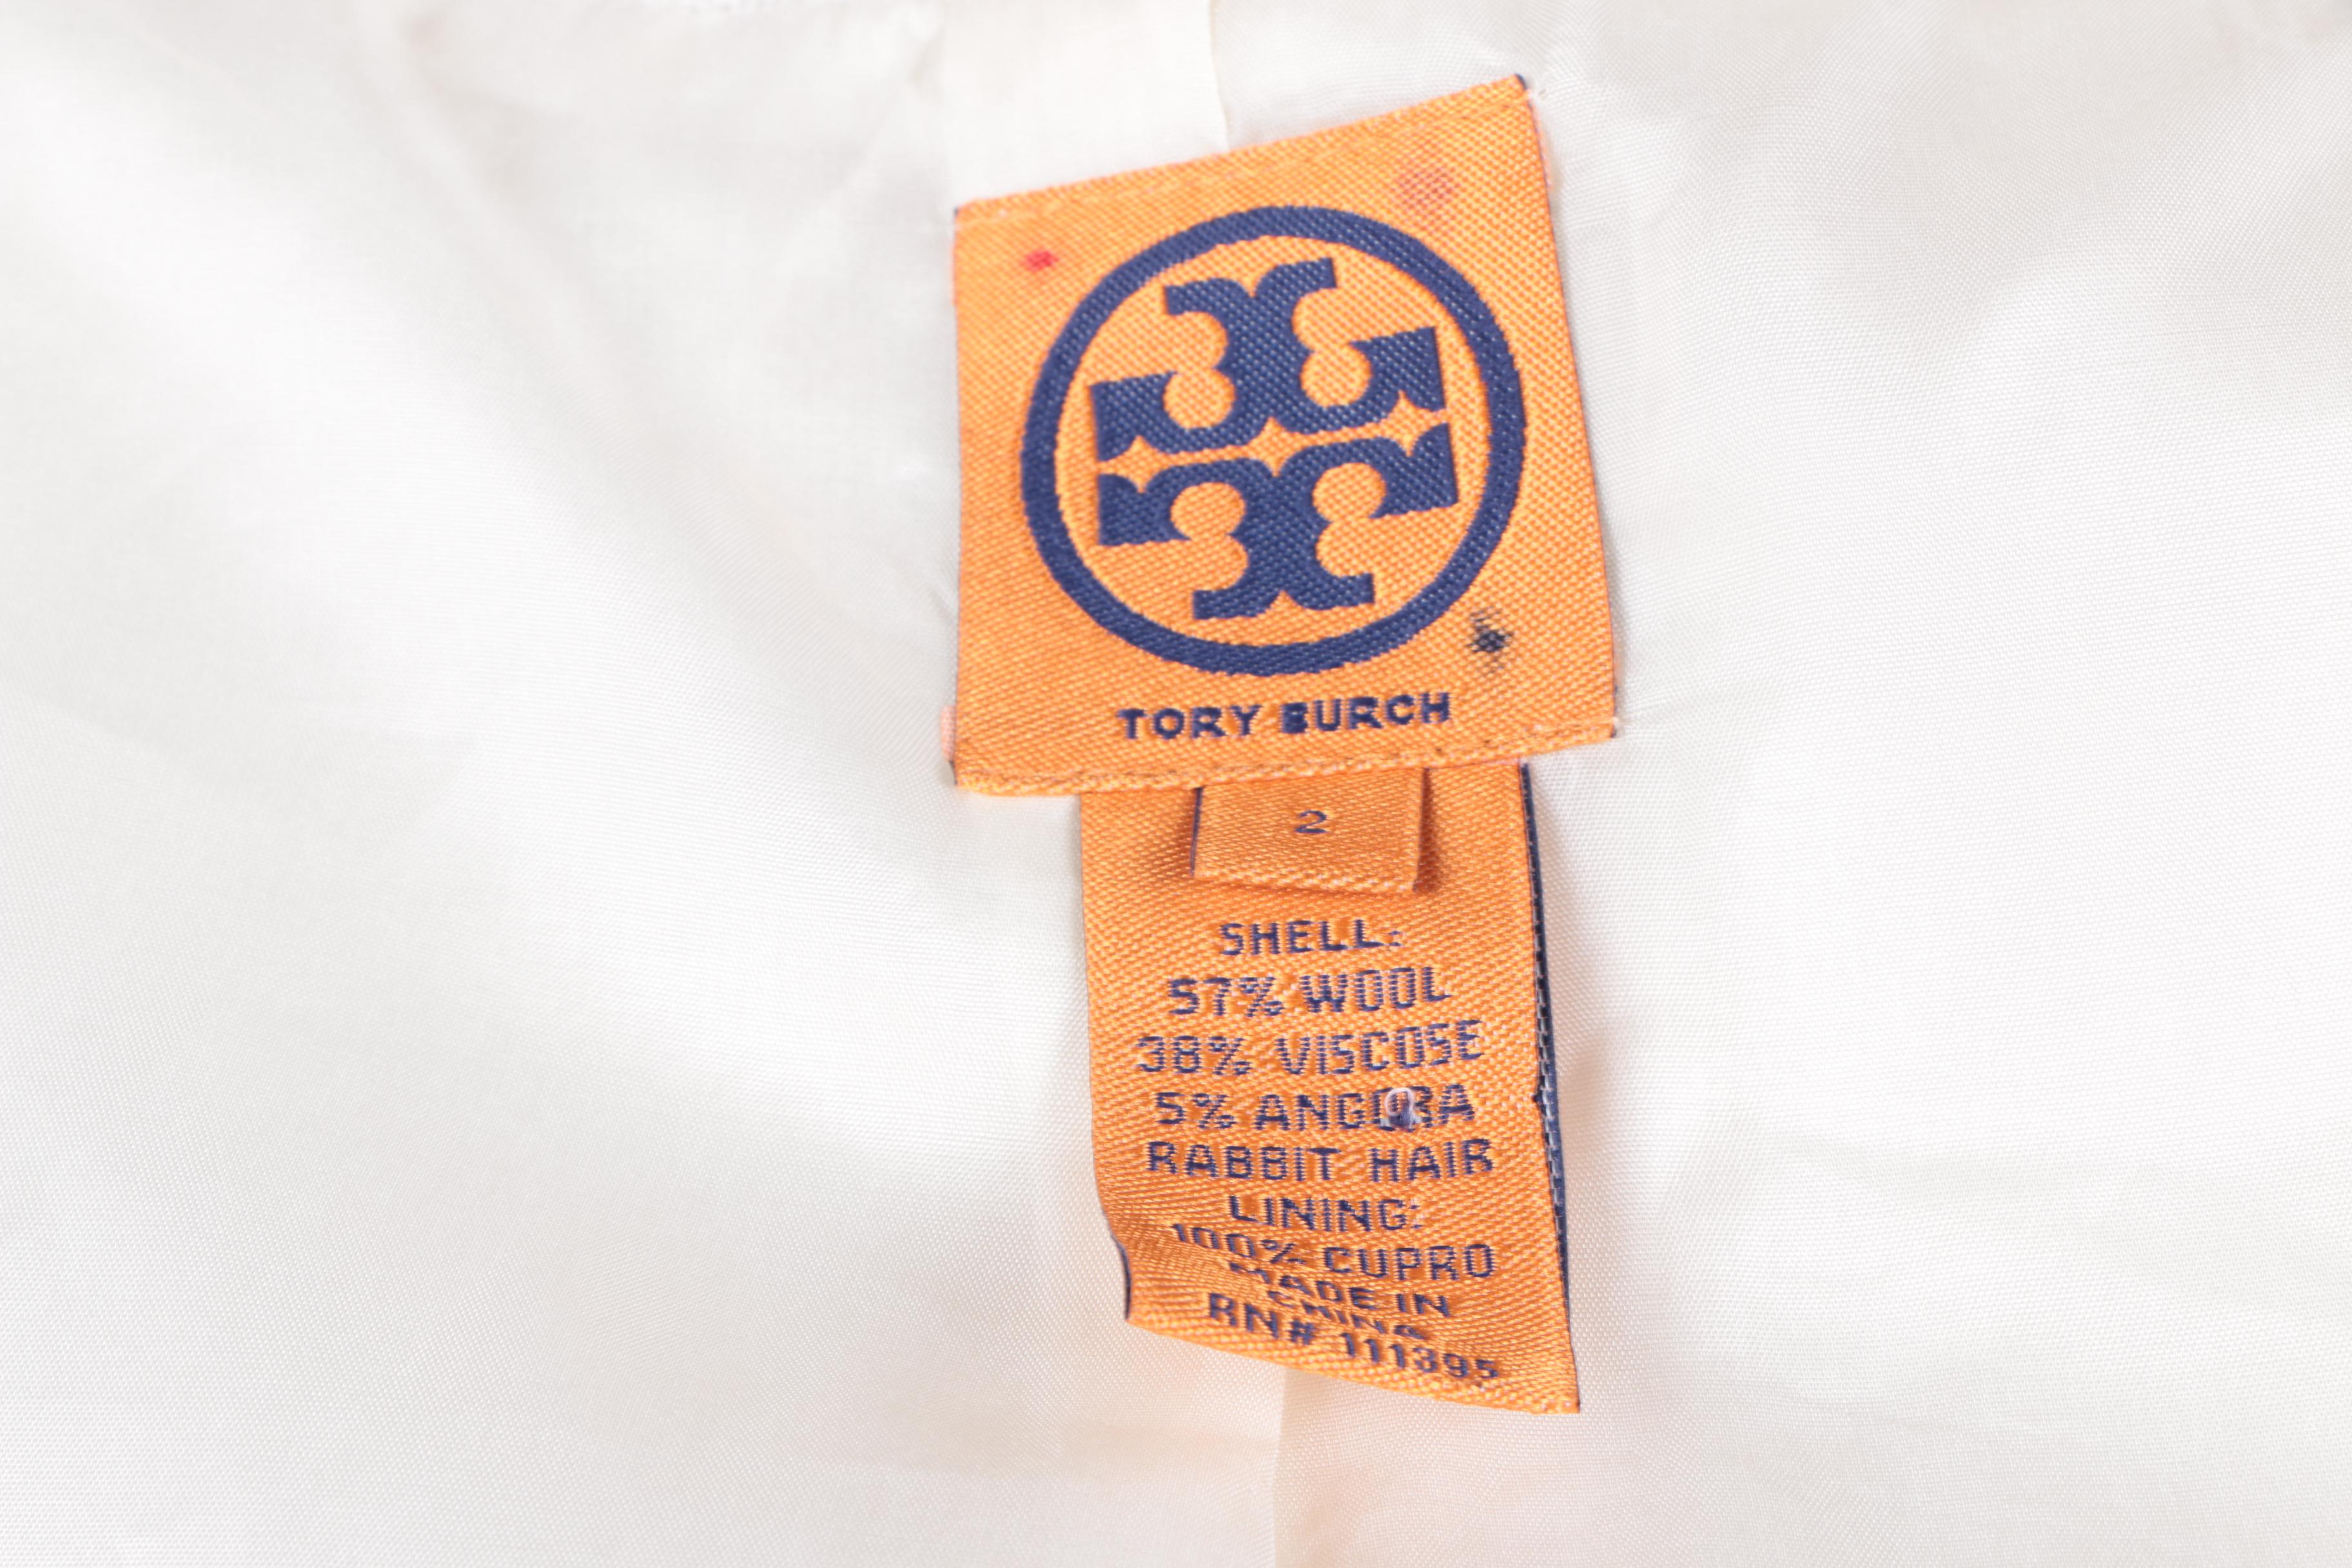 TORY BURCH
2
SHELL:
57% WOOL
38% VISCOSE
5% ANGORA
RABBIT HAIR
LINING:
100% CUPRO
MADE IN
CHINA
RN# 111395